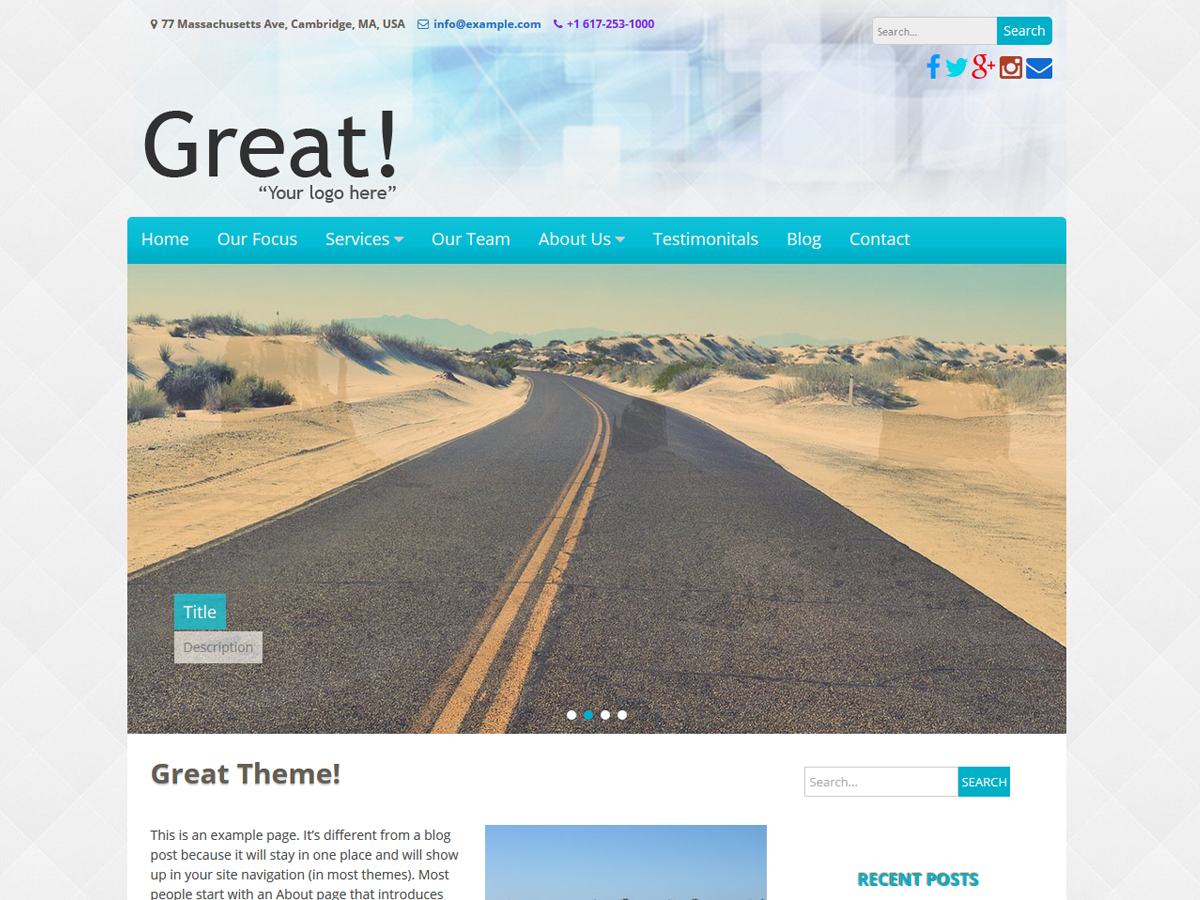 77 Massachusetts Ave, Cambridge, MA, USA info@example.com +1 617-253-1000
Search... Search
Great!
“Your logo here”
Home Our Focus Services Our Team About Us Testimonitals Blog Contact
Title
Description
Great Theme!
Search... SEARCH
This is an example page. It’s different from a blog
post because it will stay in one place and will show
up in your site navigation (in most themes). Most
people start with an About page that introduces
RECENT POSTS